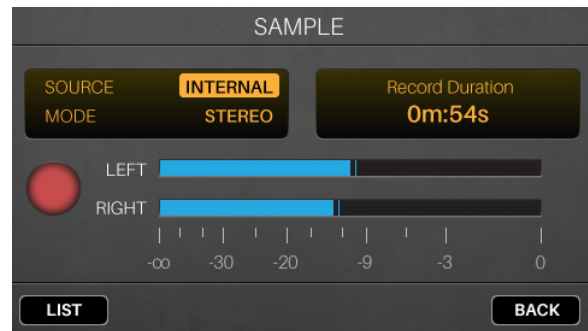 SAMPLE
SOURCE INTERNAL
MODE STEREO
Record Duration
0m:54s
LEFT
RIGHT
-∞ -30 -20 -9 -3 0
LIST
BACK